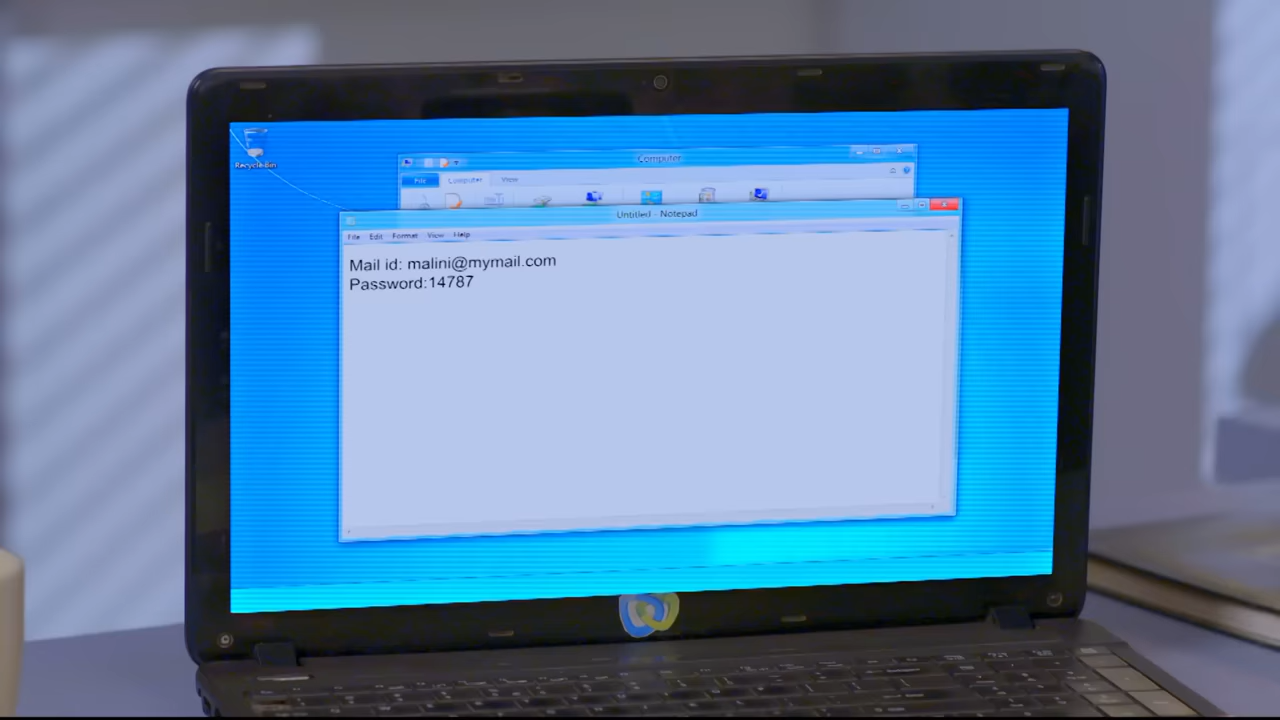 Recycle Bin
Computer
File Computer View
Untitled - Notepad
File Edit Format View Help
Mail id: malini@mymail.com
Password:14787